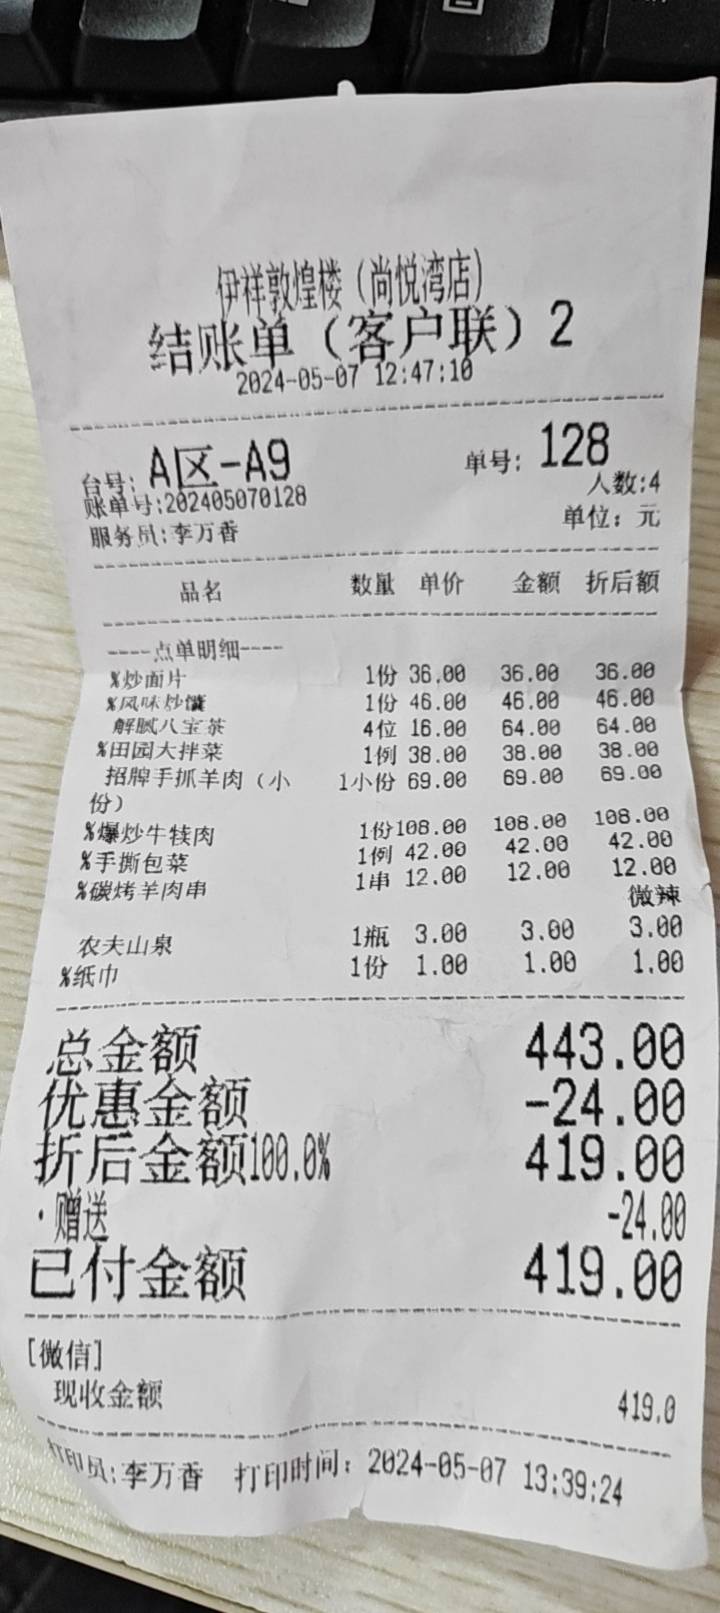 伊祥敦煌楼（尚悦湾店）
结账单（客户联）2
2024-05-07 12:47:10
台号: A区-A9 单号: 128
账单号:202405070128 人数:4
服务员:李万香 单位: 元
品名 数量 单价 金额 折后额
----点单明细----
%炒面片 1份 36.00 36.00 36.00
%风味炒馕 1份 46.00 46.00 46.00
解腻八宝茶 4位 16.00 64.00 64.00
%田园大拌菜 1例 38.00 38.00 38.00
招牌手抓羊肉（小 1小份 69.00 69.00 69.00
份）
%爆炒牛犊肉 1份 108.00 108.00 108.00
%手撕包菜 1例 42.00 42.00 42.00
%碳烤羊肉串 1串 12.00 12.00 12.00
微辣
农夫山泉 1瓶 3.00 3.00 3.00
%纸巾 1份 1.00 1.00 1.00
总金额 443.00
优惠金额 -24.00
折后金额100.0% 419.00
·赠送 -24.00
已付金额 419.00
[微信]
现收金额 419.0
打印员:李万香 打印时间: 2024-05-07 13:39:24